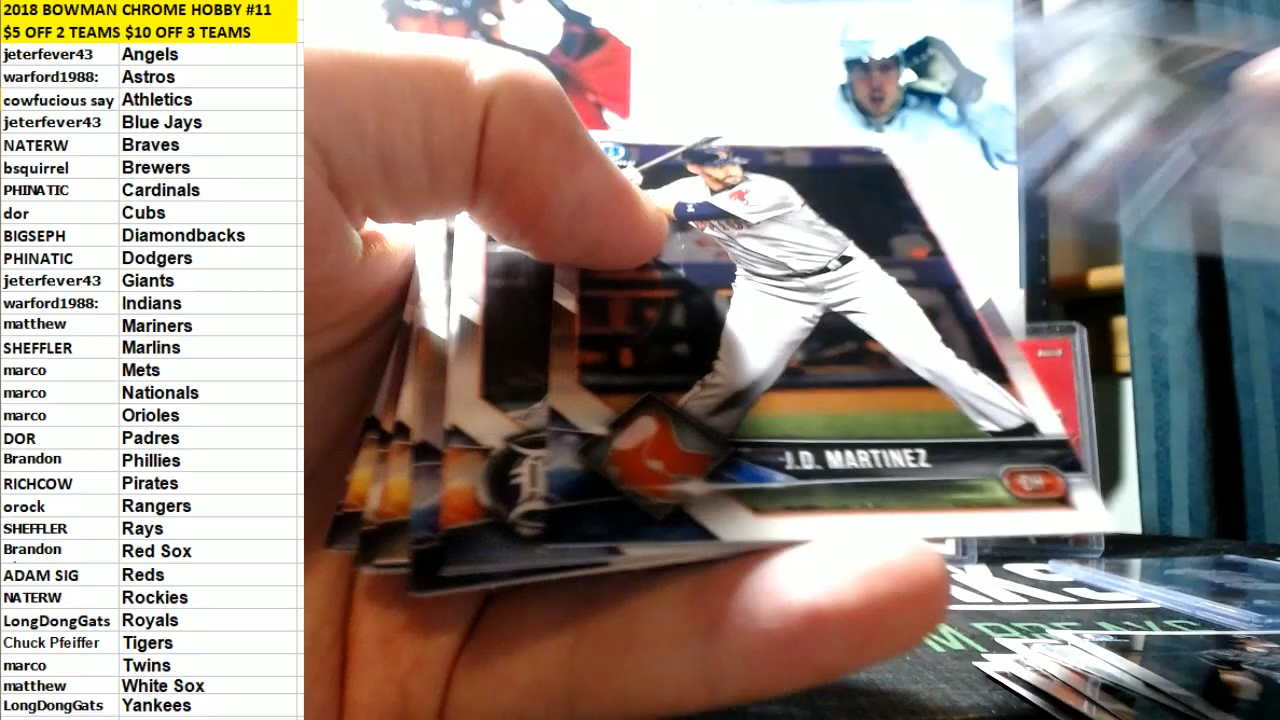 2018 BOWMAN CHROME HOBBY #11
$5 OFF 2 TEAMS $10 OFF 3 TEAMS
jeterfever43 Angels
warford1988: Astros
cowfucious say Athletics
jeterfever43 Blue Jays
NATERW Braves
bsquirrel Brewers
PHINATIC Cardinals
dor Cubs
BIGSEPH Diamondbacks
PHINATIC Dodgers
jeterfever43 Giants
warford1988: Indians
matthew Mariners
SHEFFLER Marlins
marco Mets
marco Nationals
marco Orioles
DOR Padres
Brandon Phillies
RICHCOW Pirates
orock Rangers
SHEFFLER Rays
Brandon Red Sox
ADAM SIG Reds
NATERW Rockies
LongDongGats Royals
Chuck Pfeiffer Tigers
marco Twins
matthew White Sox
LongDongGats Yankees
J.D. MARTINEZ